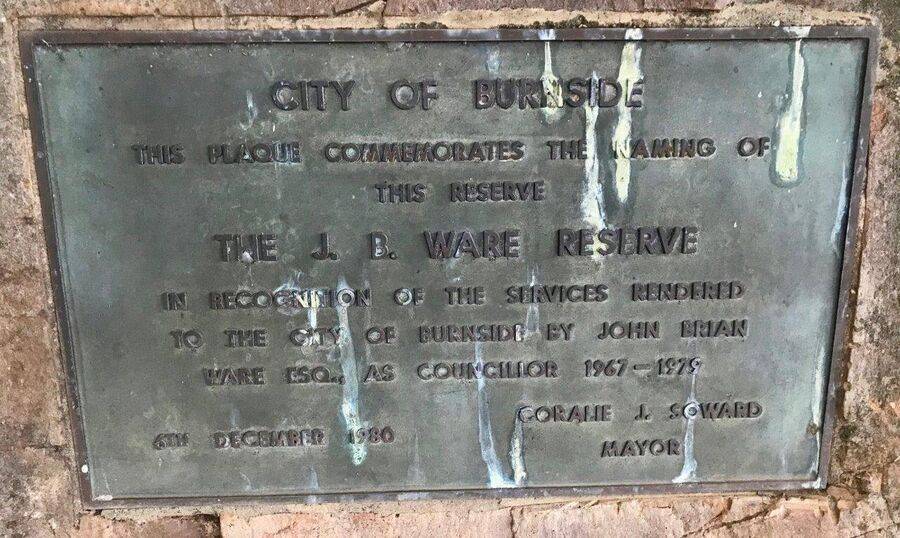 CITY OF BURNSIDE
THIS PLAQUE COMMEMORATES THE NAMING OF
THIS RESERVE
THE J. B. WARE RESERVE
IN RECOGNITION OF THE SERVICES RENDERED
TO THE CITY OF BURNSIDE BY JOHN BRIAN
WARE ESQ., AS COUNCILLOR 1967-1979
CORALIE J. SOWARD
6TH DECEMBER 1980
MAYOR